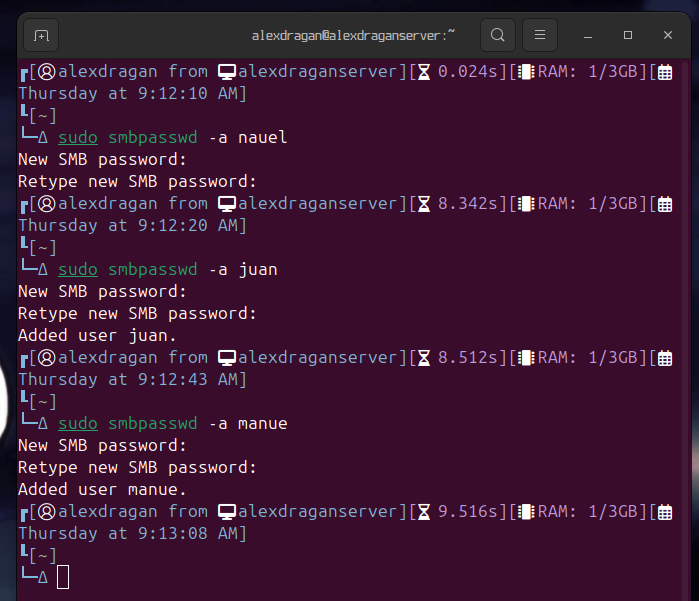 alexdragan@alexdraganserver:~
┏[alexdragan from alexdraganserver][ 0.024s][RAM: 1/3GB][
Thursday at 9:12:10 AM]
┖[~]
└─Δ sudo smbpasswd -a nauel
New SMB password:
Retype new SMB password:
┏[alexdragan from alexdraganserver][ 8.342s][RAM: 1/3GB][
Thursday at 9:12:20 AM]
┖[~]
└─Δ sudo smbpasswd -a juan
New SMB password:
Retype new SMB password:
Added user juan.
┏[alexdragan from alexdraganserver][ 8.512s][RAM: 1/3GB][
Thursday at 9:12:43 AM]
┖[~]
└─Δ sudo smbpasswd -a manue
New SMB password:
Retype new SMB password:
Added user manue.
┏[alexdragan from alexdraganserver][ 9.516s][RAM: 1/3GB][
Thursday at 9:13:08 AM]
┖[~]
└─Δ